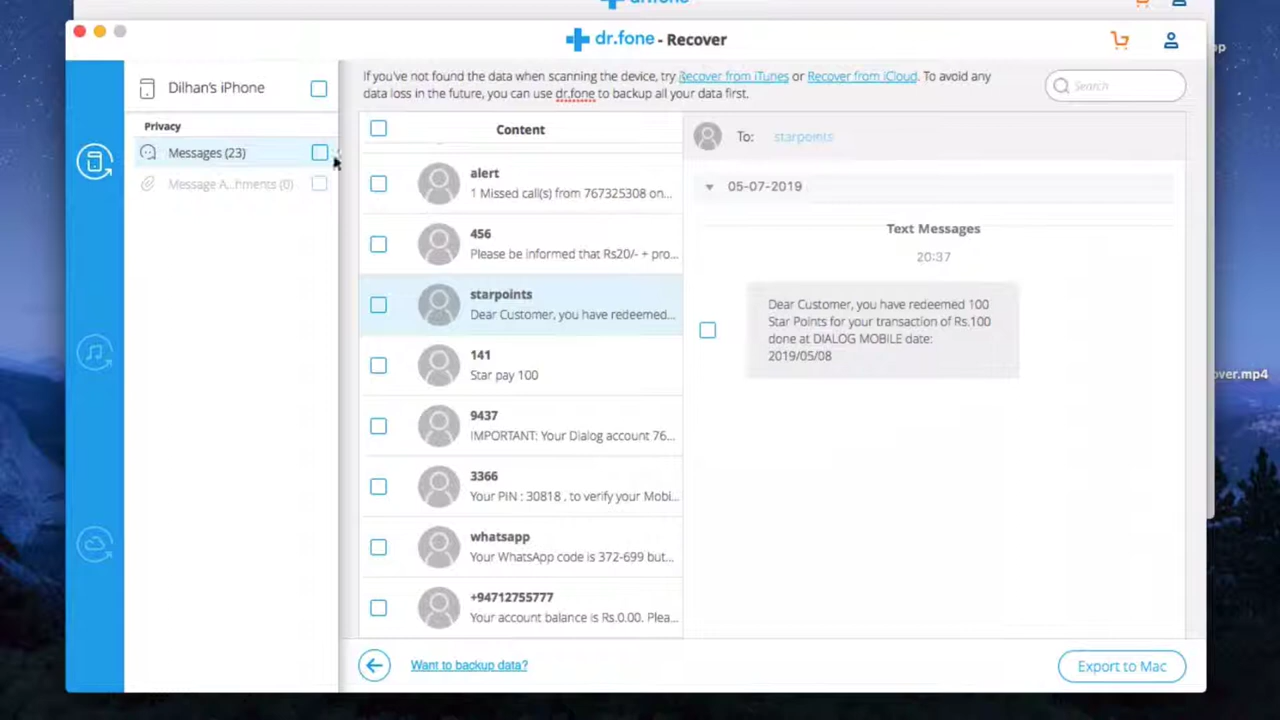 dr.fone
dr.fone - Recover
Dilhan's iPhone
Privacy
Messages (23)
Message A...hments (0)
If you've not found the data when scanning the device, try Recover from iTunes or Recover from iCloud. To avoid any
data loss in the future, you can use dr.fone to backup all your data first.
Search
Content
alert
1 Missed call(s) from 767325308 on...
456
Please be informed that Rs20/- + pro...
starpoints
Dear Customer, you have redeemed...
141
Star pay 100
9437
IMPORTANT: Your Dialog account 76...
3366
Your PIN : 30818 . to verify your Mobi...
whatsapp
Your WhatsApp code is 372-699 but...
+94712755777
Your account balance is Rs.0.00. Plea...
To: starpoints
05-07-2019
Text Messages
20:37
Dear Customer, you have redeemed 100
Star Points for your transaction of Rs.100
done at DIALOG MOBILE date:
2019/05/08
Want to backup data?
Export to Mac
over.mp4